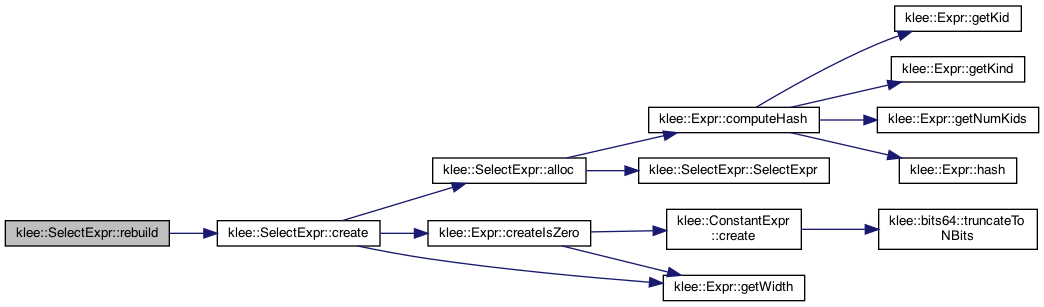 klee::SelectExpr::rebuild
klee::SelectExpr::create
klee::SelectExpr::alloc
klee::Expr::createIsZero
klee::Expr::computeHash
klee::SelectExpr::SelectExpr
klee::ConstantExpr
::create
klee::Expr::getWidth
klee::Expr::getKid
klee::Expr::getKind
klee::Expr::getNumKids
klee::Expr::hash
klee::bits64::truncateTo
NBits